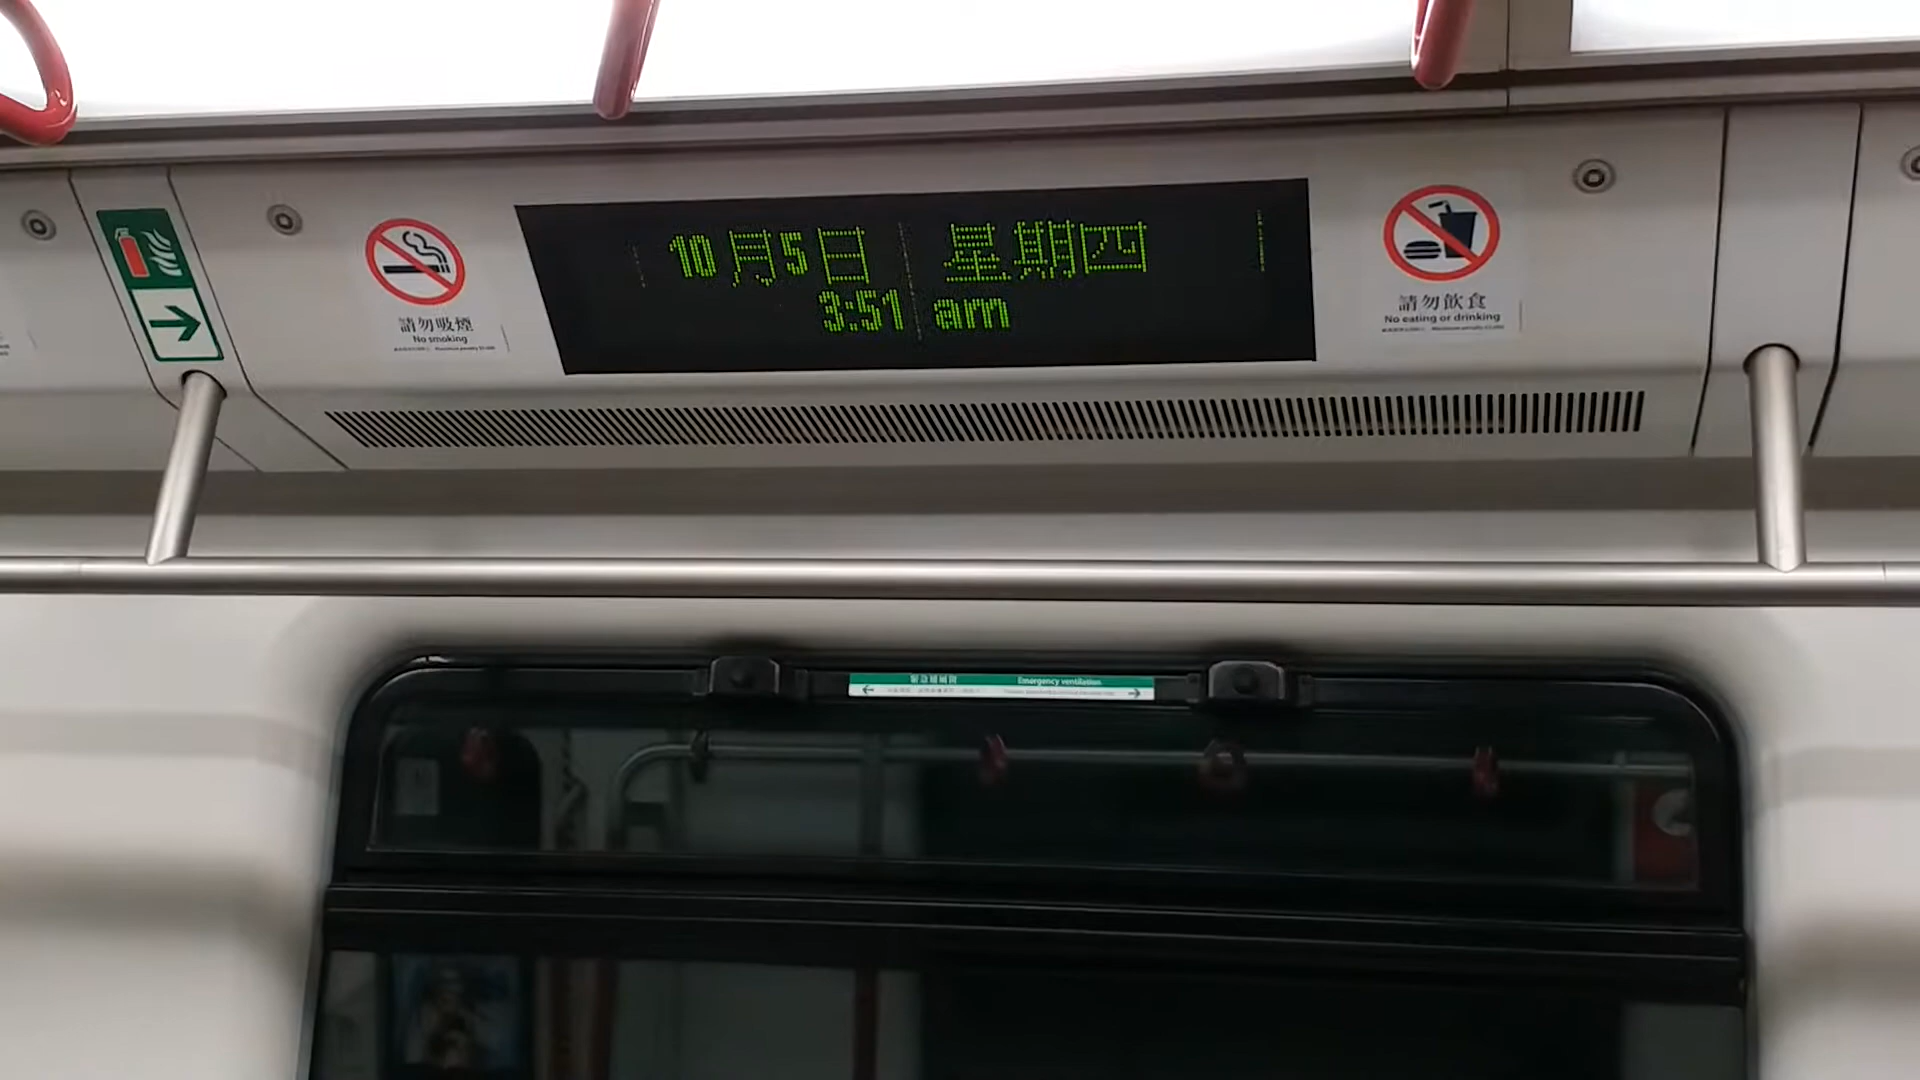 10月5日 星期四
3:51 am
請勿吸煙
No smoking
請勿飲食
No eating or drinking
Emergency ventilation